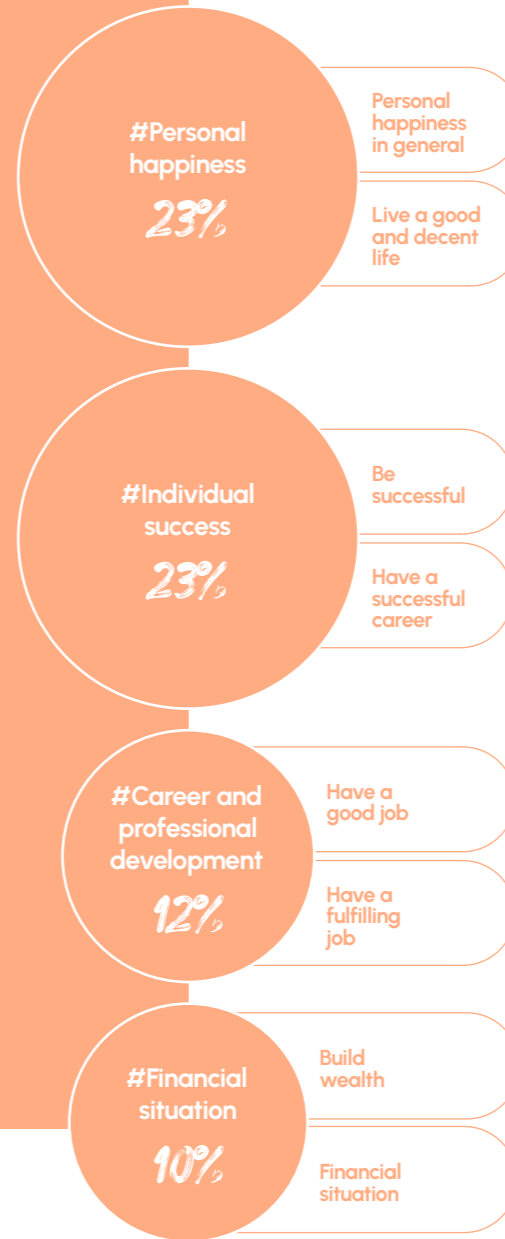 #Personal
happiness
23%
Personal
happiness
in general
Live a good
and decent
life
#Individual
success
23%
Be
successful
Have a
successful
career
#Career and
professional
development
12%
Have a
good job
Have a
fulfilling
job
#Financial
situation
10%
Build
wealth
Financial
situation